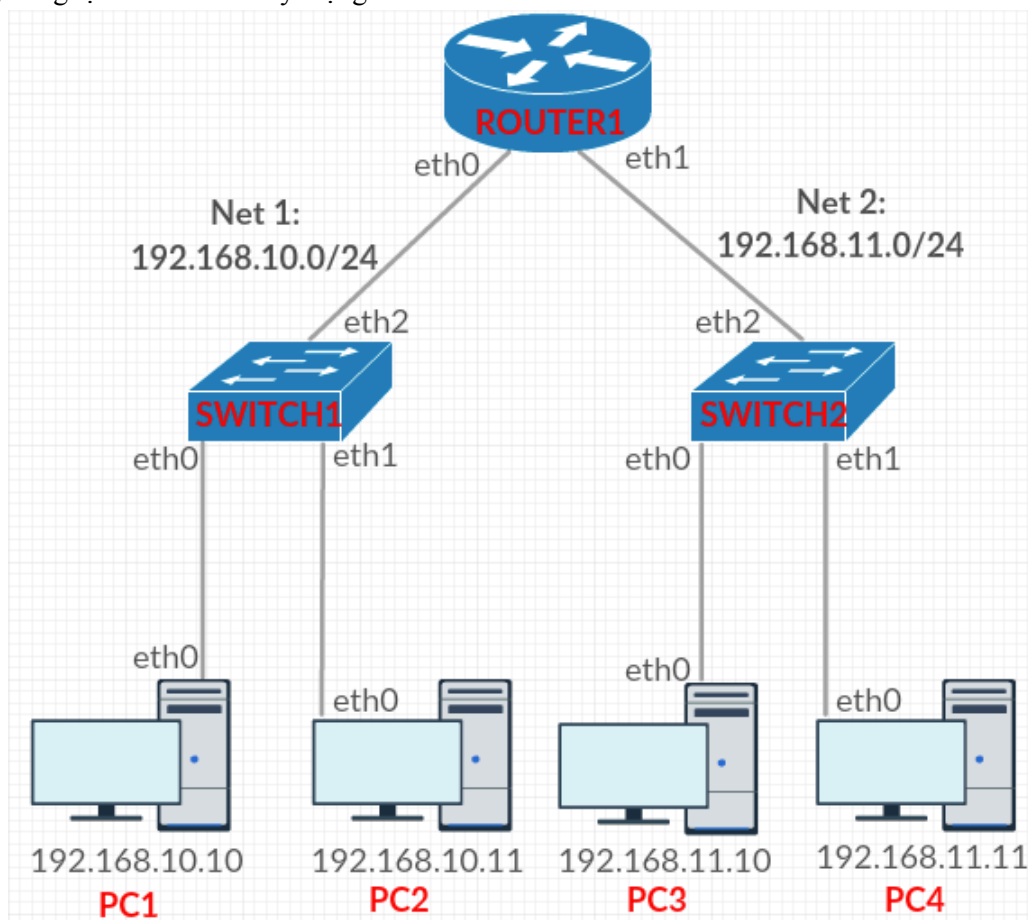 ROUTER1
eth0
eth1
Net 1:
192.168.10.0/24
Net 2:
192.168.11.0/24
eth2
eth2
SWITCH1
SWITCH2
eth0
eth1
eth0
eth1
eth0
eth0
eth0
eth0
192.168.10.10
192.168.10.11
192.168.11.10
192.168.11.11
PC1
PC2
PC3
PC4